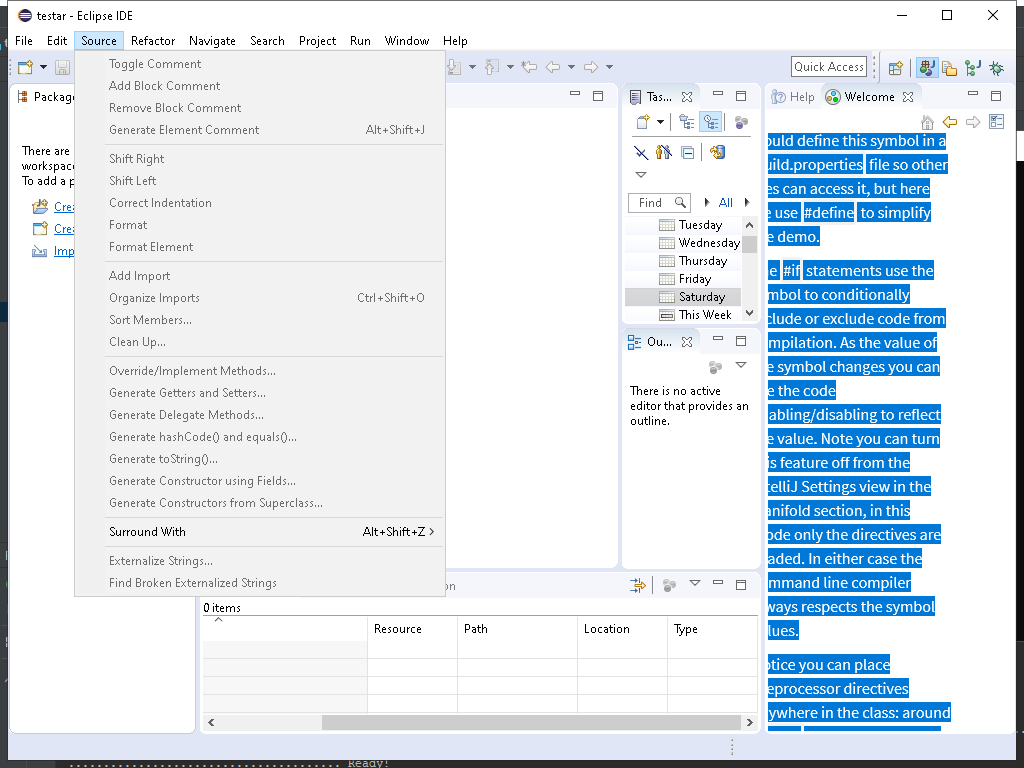 testar - Eclipse IDE
File Edit Source Refactor Navigate Search Project Run Window Help
Quick Access
Toggle Comment
Add Block Comment
Remove Block Comment
Generate Element Comment Alt+Shift+J
Shift Right
Shift Left
Correct Indentation
Format
Format Element
Add Import
Organize Imports Ctrl+Shift+O
Sort Members...
Clean Up...
Override/Implement Methods...
Generate Getters and Setters...
Generate Delegate Methods...
Generate hashCode() and equals()...
Generate toString()...
Generate Constructor using Fields...
Generate Constructors from Superclass...
Surround With Alt+Shift+Z
Externalize Strings...
Find Broken Externalized Strings
Packag
There are
workspac
To add a p
Crea
Crea
Imp
Tas...
Find All
Tuesday
Wednesday
Thursday
Friday
Saturday
This Week
Ou...
There is no active
editor that provides an
outline.
Help Welcome
ould define this symbol in a
uild.properties file so other
es can access it, but here
e use #define to simplify
e demo.
e #if statements use the
mbol to conditionally
clude or exclude code from
mpilation. As the value of
e symbol changes you can
e the code
abling/disabling to reflect
e value. Note you can turn
is feature off from the
telliJ Settings view in the
anifold section, in this
ode only the directives are
aded. In either case the
mmand line compiler
ways respects the symbol
lues.
otice you can place
eprocessor directives
ywhere in the class: around
on
0 items
Resource Path Location Type
Ready!